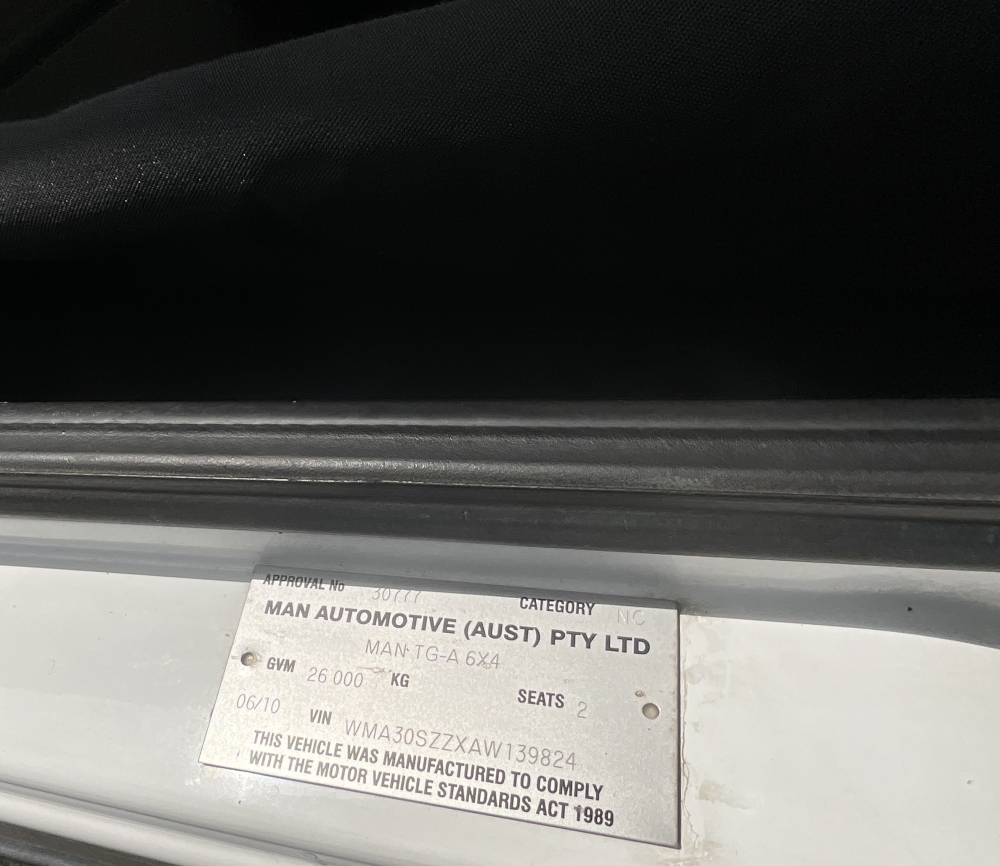 APPROVAL No 30777 CATEGORY NC
MAN AUTOMOTIVE (AUST) PTY LTD
MAN TG-A 6X4
GVM 26 000 KG SEATS 2
06/10 VIN WMA30SZZXAW139824
THIS VEHICLE WAS MANUFACTURED TO COMPLY
WITH THE MOTOR VEHICLE STANDARDS ACT 1989